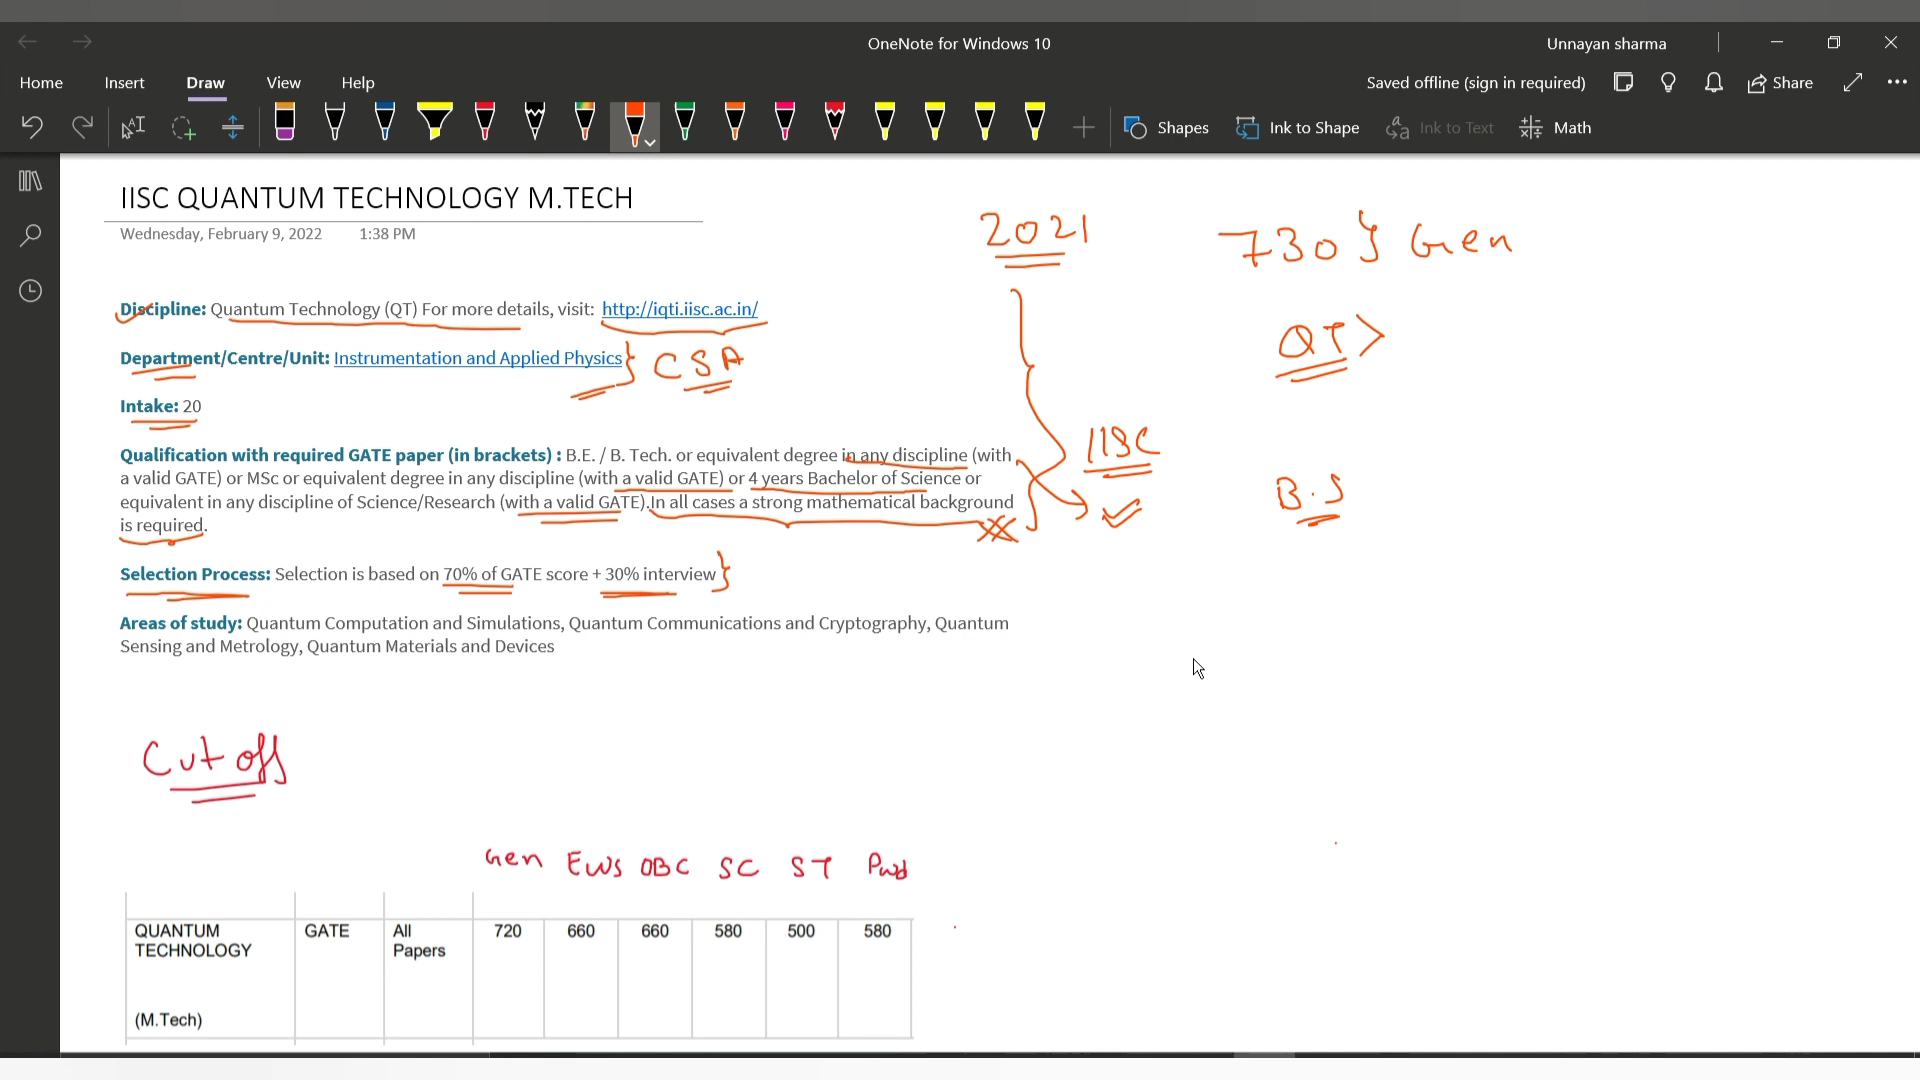 OneNote for Windows 10
Unnayan sharma
Home Insert Draw View Help
Saved offline (sign in required) Share
Shapes Ink to Shape Ink to Text Math
IISC QUANTUM TECHNOLOGY M.TECH
Wednesday, February 9, 2022 1:38 PM
2021
730} Gen
Discipline: Quantum Technology (QT) For more details, visit: http://iqti.iisc.ac.in/
QT >
Department/Centre/Unit: Instrumentation and Applied Physics} CSA
Intake: 20
IISC
Qualification with required GATE paper (in brackets) : B.E. / B. Tech. or equivalent degree in any discipline (with
a valid GATE) or MSc or equivalent degree in any discipline (with a valid GATE) or 4 years Bachelor of Science or
equivalent in any discipline of Science/Research (with a valid GATE).In all cases a strong mathematical background
is required.
B.S
Selection Process: Selection is based on 70% of GATE score + 30% interview}
Areas of study: Quantum Computation and Simulations, Quantum Communications and Cryptography, Quantum
Sensing and Metrology, Quantum Materials and Devices
Cut off
Gen EWS OBC SC ST Pwd
QUANTUM GATE All 720 660 660 580 500 580
TECHNOLOGY Papers
(M.Tech)